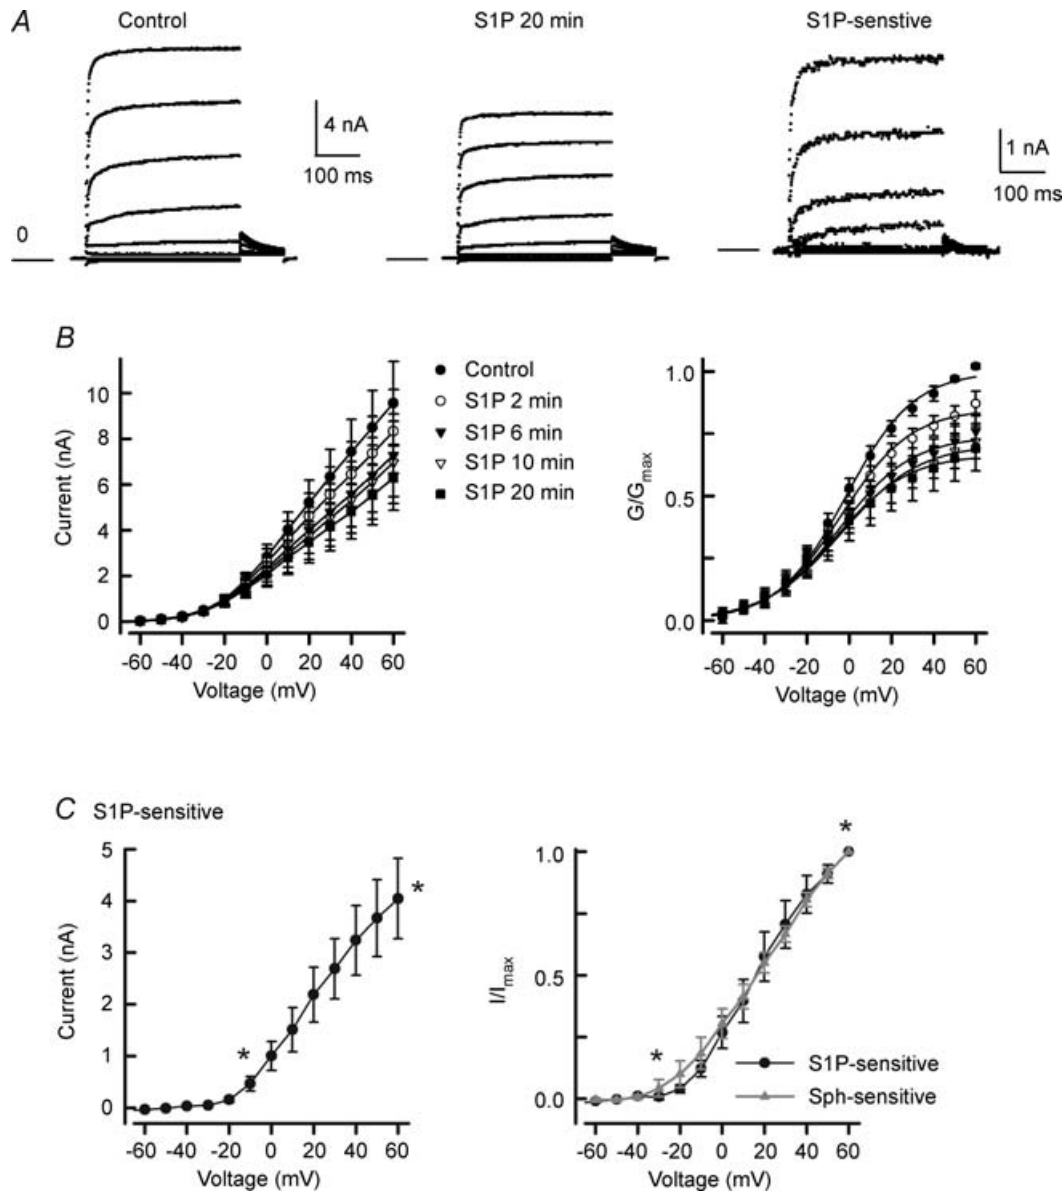 A
Control
S1P 20 min
S1P-senstive
4 nA
100 ms
1 nA
100 ms
0
B
Current (nA)
10
8
6
4
2
0
-60 -40 -20 0 20 40 60
Voltage (mV)
Control
S1P 2 min
S1P 6 min
S1P 10 min
S1P 20 min
G/Gmax
1.0
0.5
0.0
-60 -40 -20 0 20 40 60
Voltage (mV)
C S1P-sensitive
Current (nA)
5
4
3
2
1
0
*
*
-60 -40 -20 0 20 40 60
Voltage (mV)
I/Imax
1.0
0.5
0.0
*
*
S1P-sensitive
Sph-sensitive
-60 -40 -20 0 20 40 60
Voltage (mV)